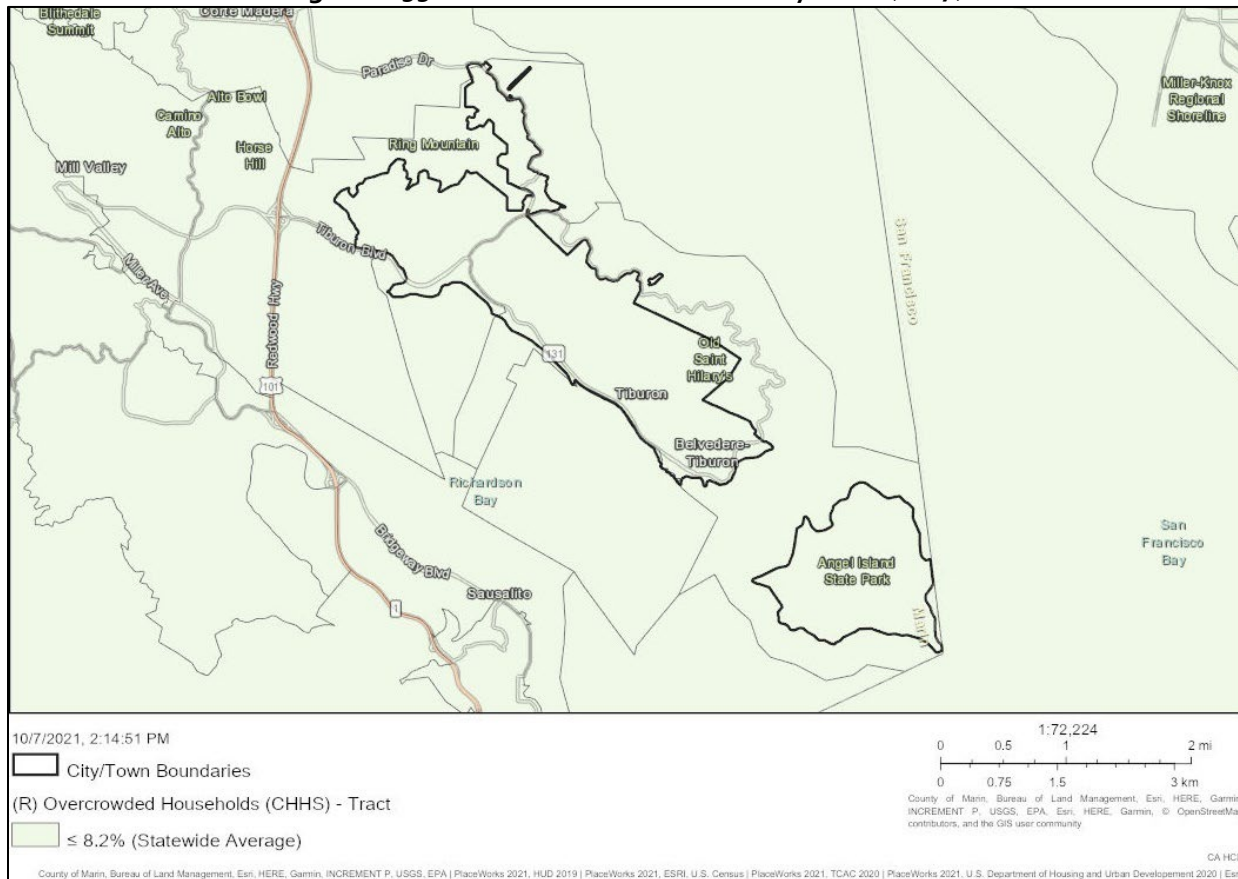 Corte Madera
Blithedale
Summit
Paradise Dr
Miller-Knox
Regional
Shoreline
Alto Bowl
Camino
Alto
Ring Mountain
Horse
Hill
Mill Valley
Tiburon Blvd
San Francisco
Miller Ave
Redwood Hwy
Old
Saint
Hilary's
131
101
Tiburon
Belvedere-
Tiburon
Richardson
Bay
San
Francisco
Bay
Bridgeway Blvd
Angel Island
State Park
Sausalito
1
Marin
10/7/2021, 2:14:51 PM
City/Town Boundaries
(R) Overcrowded Households (CHHS) - Tract
≤ 8.2% (Statewide Average)
1:72,224
0 0.5 1 2 mi
0 0.75 1.5 3 km
County of Marin, Bureau of Land Management, Esri, HERE, Garmin
INCREMENT P, USGS, EPA, Esri, HERE, Garmin, © OpenStreetMa
contributors, and the GIS user community
CA HC
County of Marin, Bureau of Land Management, Esri, HERE, Garmin, INCREMENT P, USGS, EPA | PlaceWorks 2021, HUD 2019 | PlaceWorks 2021, ESRI, U.S. Census | PlaceWorks 2021, TCAC 2020 | PlaceWorks 2021, U.S. Department of Housing and Urban Developement 2020 | Es